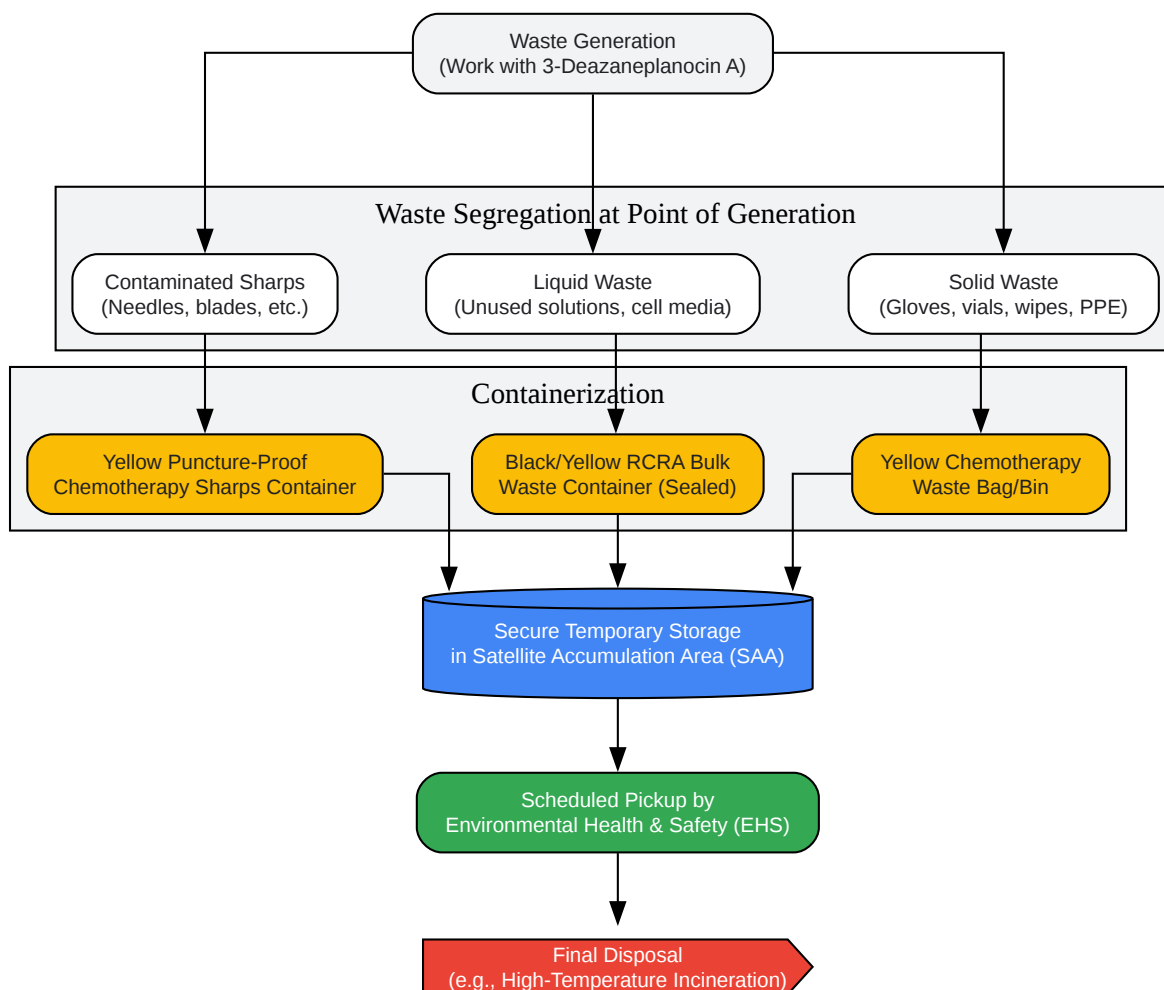 Waste Generation
(Work with 3-Deazaneplanocin A)
Waste Segregation at Point of Generation
Contaminated Sharps
(Needles, blades, etc.)
Liquid Waste
(Unused solutions, cell media)
Solid Waste
(Gloves, vials, wipes, PPE)
Containerization
Yellow Puncture-Proof
Chemotherapy Sharps Container
Black/Yellow RCRA Bulk
Waste Container (Sealed)
Yellow Chemotherapy
Waste Bag/Bin
Secure Temporary Storage
in Satellite Accumulation Area (SAA)
Scheduled Pickup by
Environmental Health & Safety (EHS)
Final Disposal
(e.g., High-Temperature Incineration)